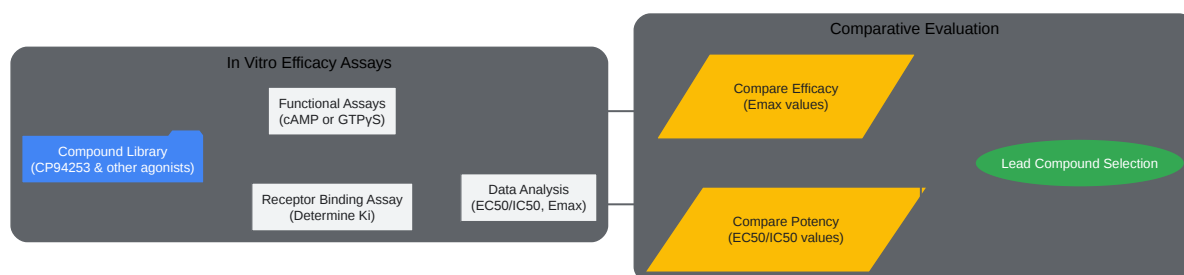 In Vitro Efficacy Assays
Functional Assays
(cAMP or GTPγS)
Compound Library
(CP94253 & other agonists)
Receptor Binding Assay
(Determine Ki)
Data Analysis
(EC50/IC50, Emax)
Comparative Evaluation
Compare Efficacy
(Emax values)
Compare Potency
(EC50/IC50 values)
Lead Compound Selection